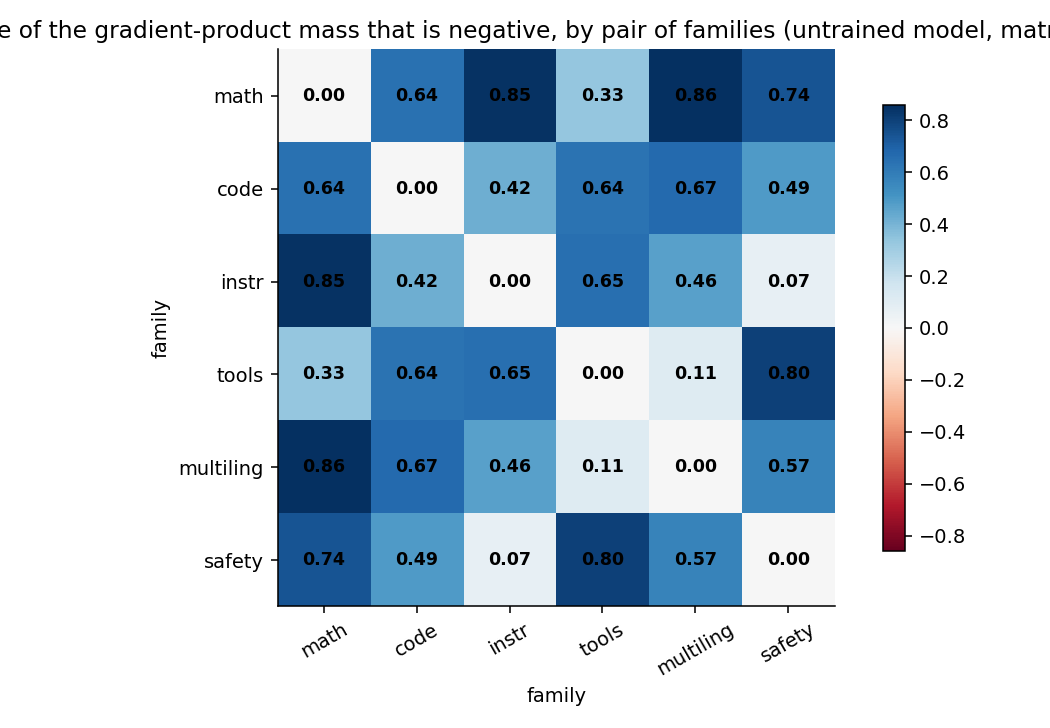 e of the gradient-product mass that is negative, by pair of families (untrained model, matr
math 0.00 0.64 0.85 0.33 0.86 0.74
code 0.64 0.00 0.42 0.64 0.67 0.49
instr 0.85 0.42 0.00 0.65 0.46 0.07
tools 0.33 0.64 0.65 0.00 0.11 0.80
multiling 0.86 0.67 0.46 0.11 0.00 0.57
safety 0.74 0.49 0.07 0.80 0.57 0.00
math code instr tools multiling safety
family
family
0.8
0.6
0.4
0.2
0.0
−0.2
−0.4
−0.6
−0.8